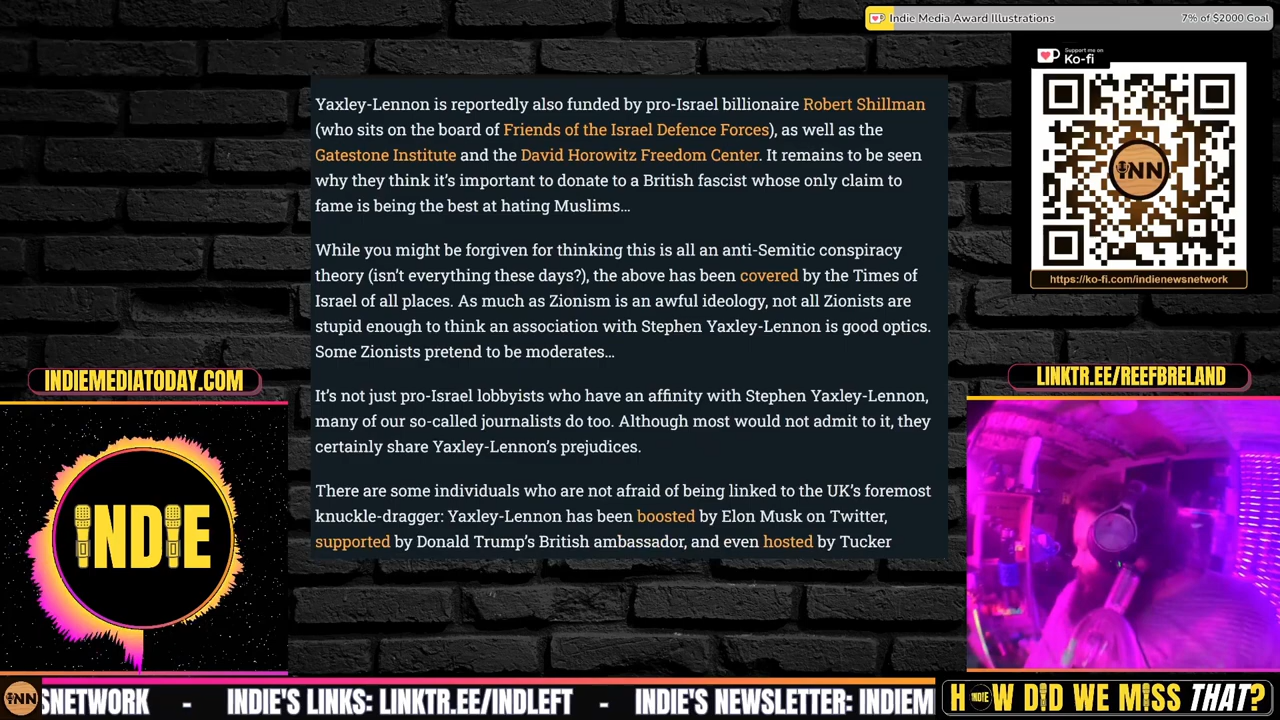 Indie Media Award Illustrations
7% of $2000 Goal
Support me on
Ko-fi
iNN
https://ko-fi.com/indienewsnetwork
Yaxley-Lennon is reportedly also funded by pro-Israel billionaire Robert Shillman
(who sits on the board of Friends of the Israel Defence Forces), as well as the
Gatestone Institute and the David Horowitz Freedom Center. It remains to be seen
why they think it’s important to donate to a British fascist whose only claim to
fame is being the best at hating Muslims…
While you might be forgiven for thinking this is all an anti-Semitic conspiracy
theory (isn’t everything these days?), the above has been covered by the Times of
Israel of all places. As much as Zionism is an awful ideology, not all Zionists are
stupid enough to think an association with Stephen Yaxley-Lennon is good optics.
Some Zionists pretend to be moderates…
It’s not just pro-Israel lobbyists who have an affinity with Stephen Yaxley-Lennon,
many of our so-called journalists do too. Although most would not admit to it, they
certainly share Yaxley-Lennon’s prejudices.
There are some individuals who are not afraid of being linked to the UK’s foremost
knuckle-dragger: Yaxley-Lennon has been boosted by Elon Musk on Twitter,
supported by Donald Trump’s British ambassador, and even hosted by Tucker
INDIEMEDIATODAY.COM
INDIE
LINKTR.EE/REEFBRELAND
iNN
SNETWORK - INDIE'S LINKS: LINKTR.EE/INDLEFT - INDIE'S NEWSLETTER: INDIEM
HOW DID WE MISS THAT?